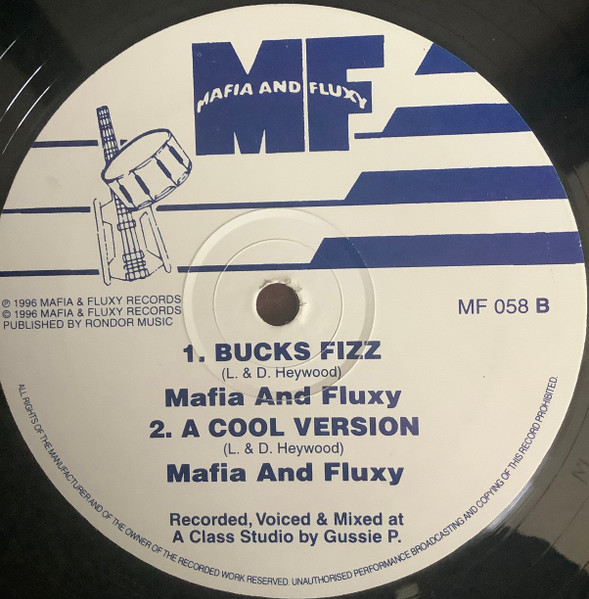 MF
MAFIA AND FLUXY
℗ 1996 MAFIA & FLUXY RECORDS
© 1996 MAFIA & FLUXY RECORDS
PUBLISHED BY RONDOR MUSIC
MF 058 B
1. BUCKS FIZZ
(L. & D. Heywood)
Mafia And Fluxy
2. A COOL VERSION
(L. & D. Heywood)
Mafia And Fluxy
Recorded, Voiced & Mixed at
A Class Studio by Gussie P.
ALL RIGHTS OF THE MANUFACTURER AND OF THE OWNER OF THE RECORDED WORK RESERVED. UNAUTHORISED PERFORMANCE BROADCASTING AND COPYING OF THIS RECORD PROHIBITED.